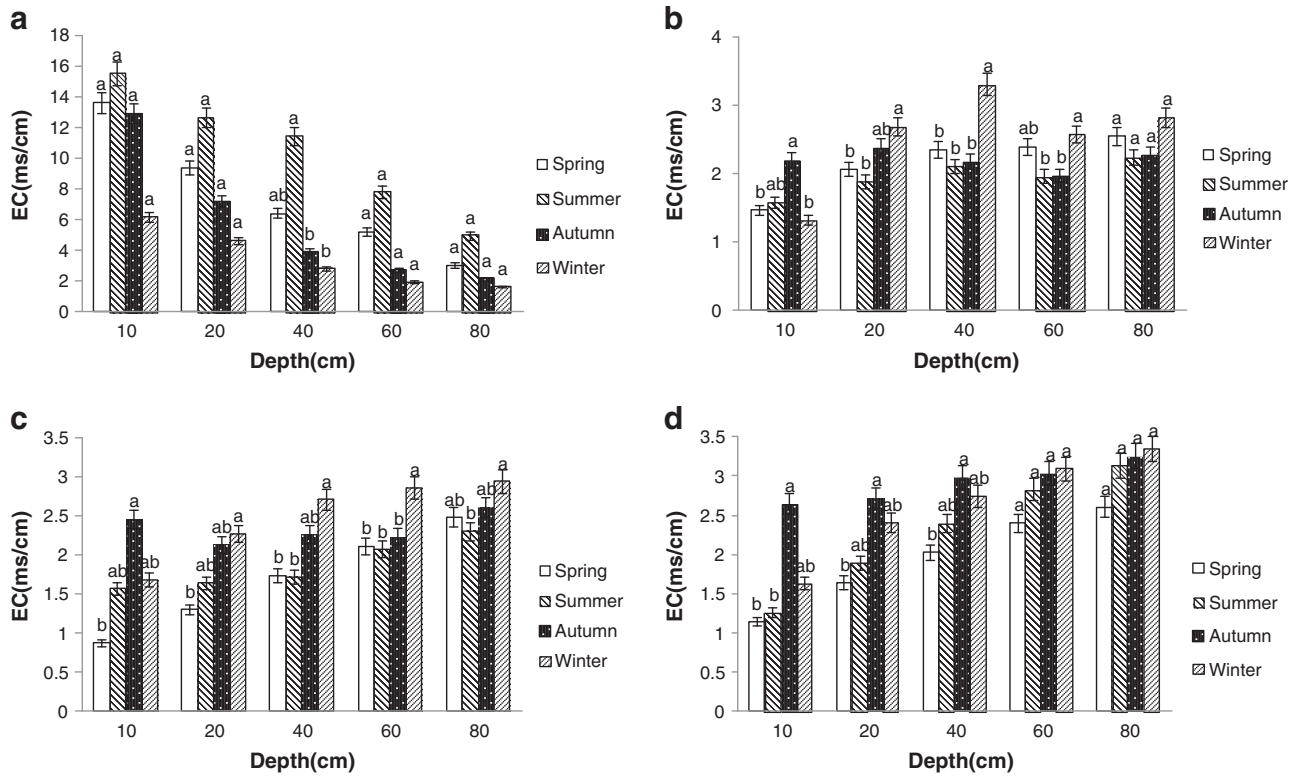 a
18
16
14
12
10
8
6
4
2
0
EC(ms/cm)
a a a a
a a a a
ab a b b
a a a a
a a a a
10 20 40 60 80
Depth(cm)
Spring
Summer
Autumn
Winter
b
4
3
2
1
0
EC(ms/cm)
b ab a b
b b ab a
b b b a
ab b b a
a a a a
10 20 40 60 80
Depth(cm)
Spring
Summer
Autumn
Winter
c
3.5
3
2.5
2
1.5
1
0.5
0
EC(ms/cm)
b ab a ab
b ab ab a
b b ab a
b b b a
ab b ab a
10 20 40 60 80
Depth(cm)
Spring
Summer
Autumn
Winter
d
3.5
3
2.5
2
1.5
1
0.5
0
EC(ms/cm)
b b a ab
b ab a ab
b ab a ab
a a a a
a a a a
10 20 40 60 80
Depth(cm)
Spring
Summer
Autumn
Winter